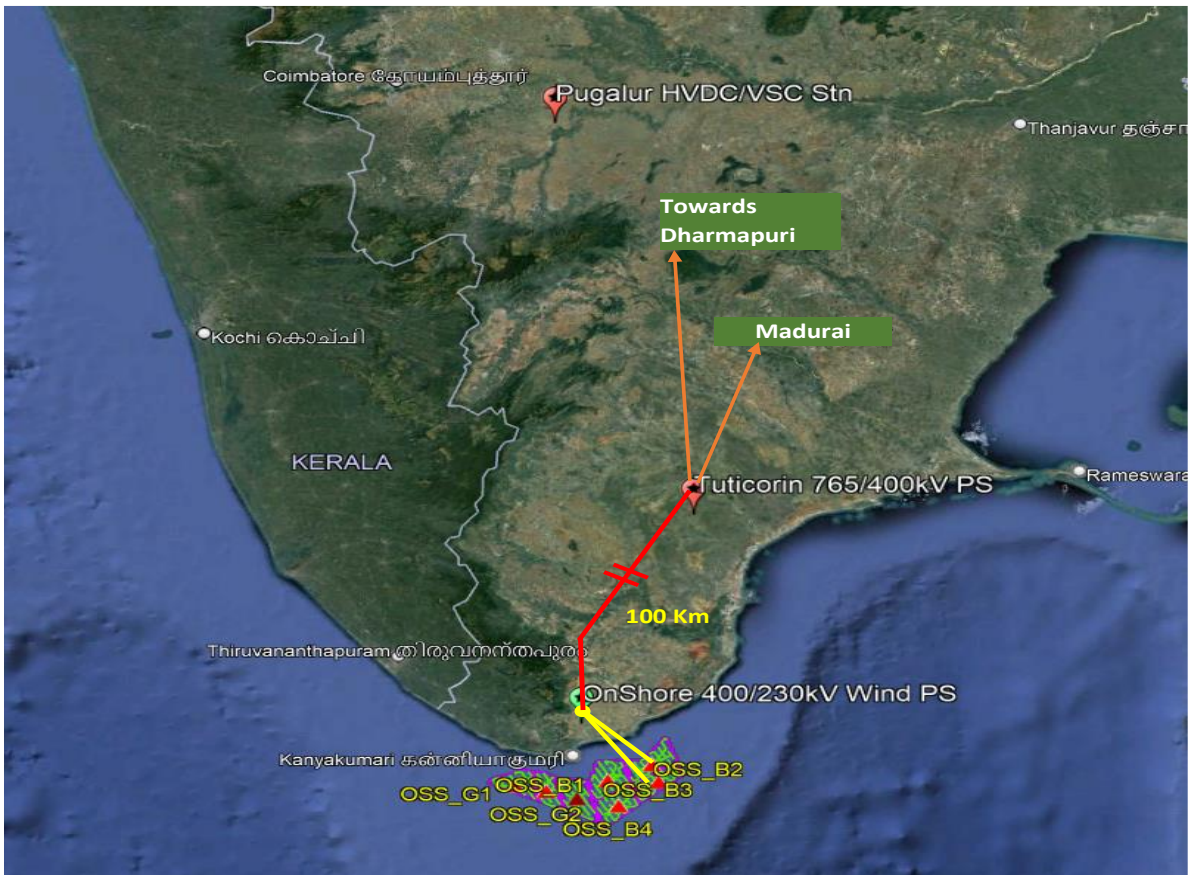 Coimbatore கோயம்புத்தூர்
Pugalur HVDC/VSC Stn
Thanjavur தஞ்சா
Towards
Dharmapuri
Madurai
Kochi കൊച്ചി
KERALA
Tuticorin 765/400kV PS
Rameswara
100 Km
Thiruvananthapuram തിരുവനന്തപുരം
OnShore 400/230kV Wind PS
Kanyakumari கன்னியாகுமரி
OSS_B2
OSS_G1
OSS_B1
OSS_B3
OSS_G2
OSS_B4